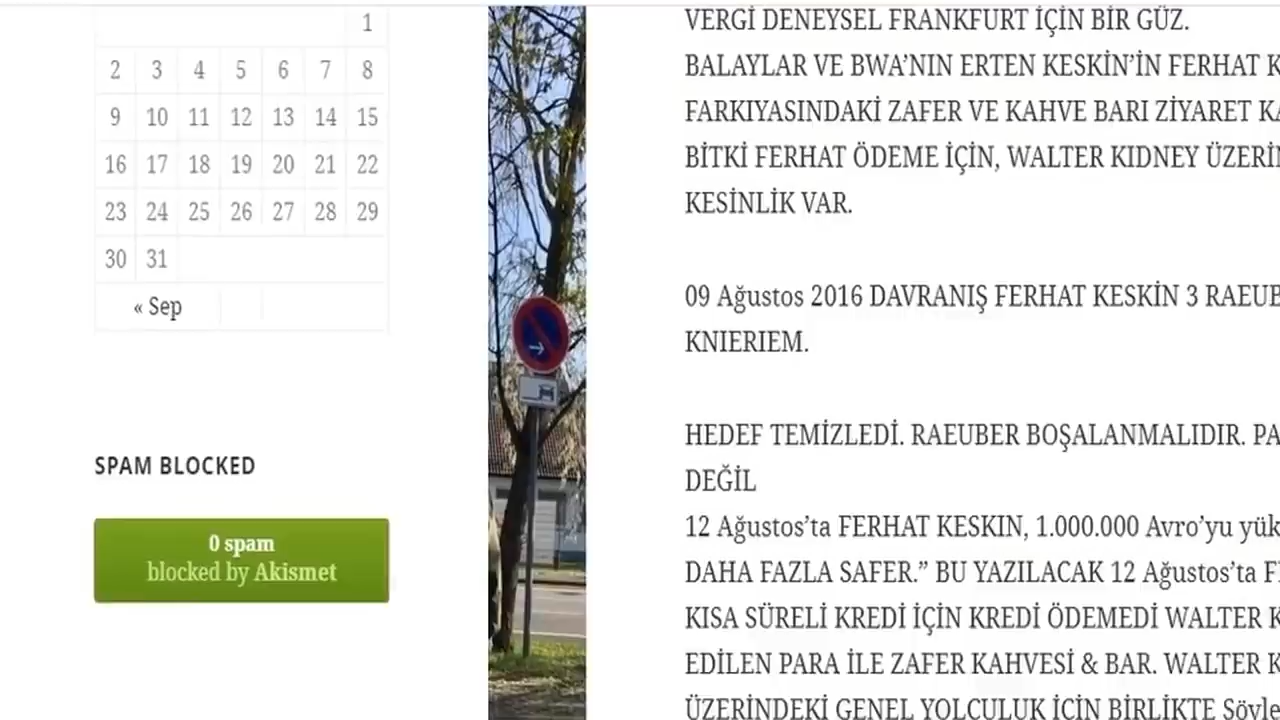 1
2 3 4 5 6 7 8
9 10 11 12 13 14 15
16 17 18 19 20 21 22
23 24 25 26 27 28 29
30 31
« Sep
SPAM BLOCKED
0 spam
blocked by Akismet
VERGİ DENEYSEL FRANKFURT İÇİN BİR GÜZ.
BALAYLAR VE BWA’NIN ERTEN KESKİN’İN FERHAT K
FARKIYASINDAKİ ZAFER VE KAHVE BARI ZİYARET KA
BİTKİ FERHAT ÖDEME İÇİN, WALTER KIDNEY ÜZERİN
KESİNLİK VAR.
09 Ağustos 2016 DAVRANIŞ FERHAT KESKİN 3 RAEUB
KNIERIEM.
HEDEF TEMİZLEDİ. RAEUBER BOŞALANMALIDIR. PA
DEĞİL
12 Ağustos’ta FERHAT KESKIN, 1.000.000 Avro’yu yük
DAHA FAZLA SAFER.” BU YAZILACAK 12 Ağustos’ta F
KISA SÜRELİ KREDİ İÇİN KREDİ ÖDEMEDİ WALTER K
EDİLEN PARA İLE ZAFER KAHVESİ & BAR. WALTER K
ÜZERİNDEKİ GENEL YOLCULUK İÇİN BİRLİKTE Söyle